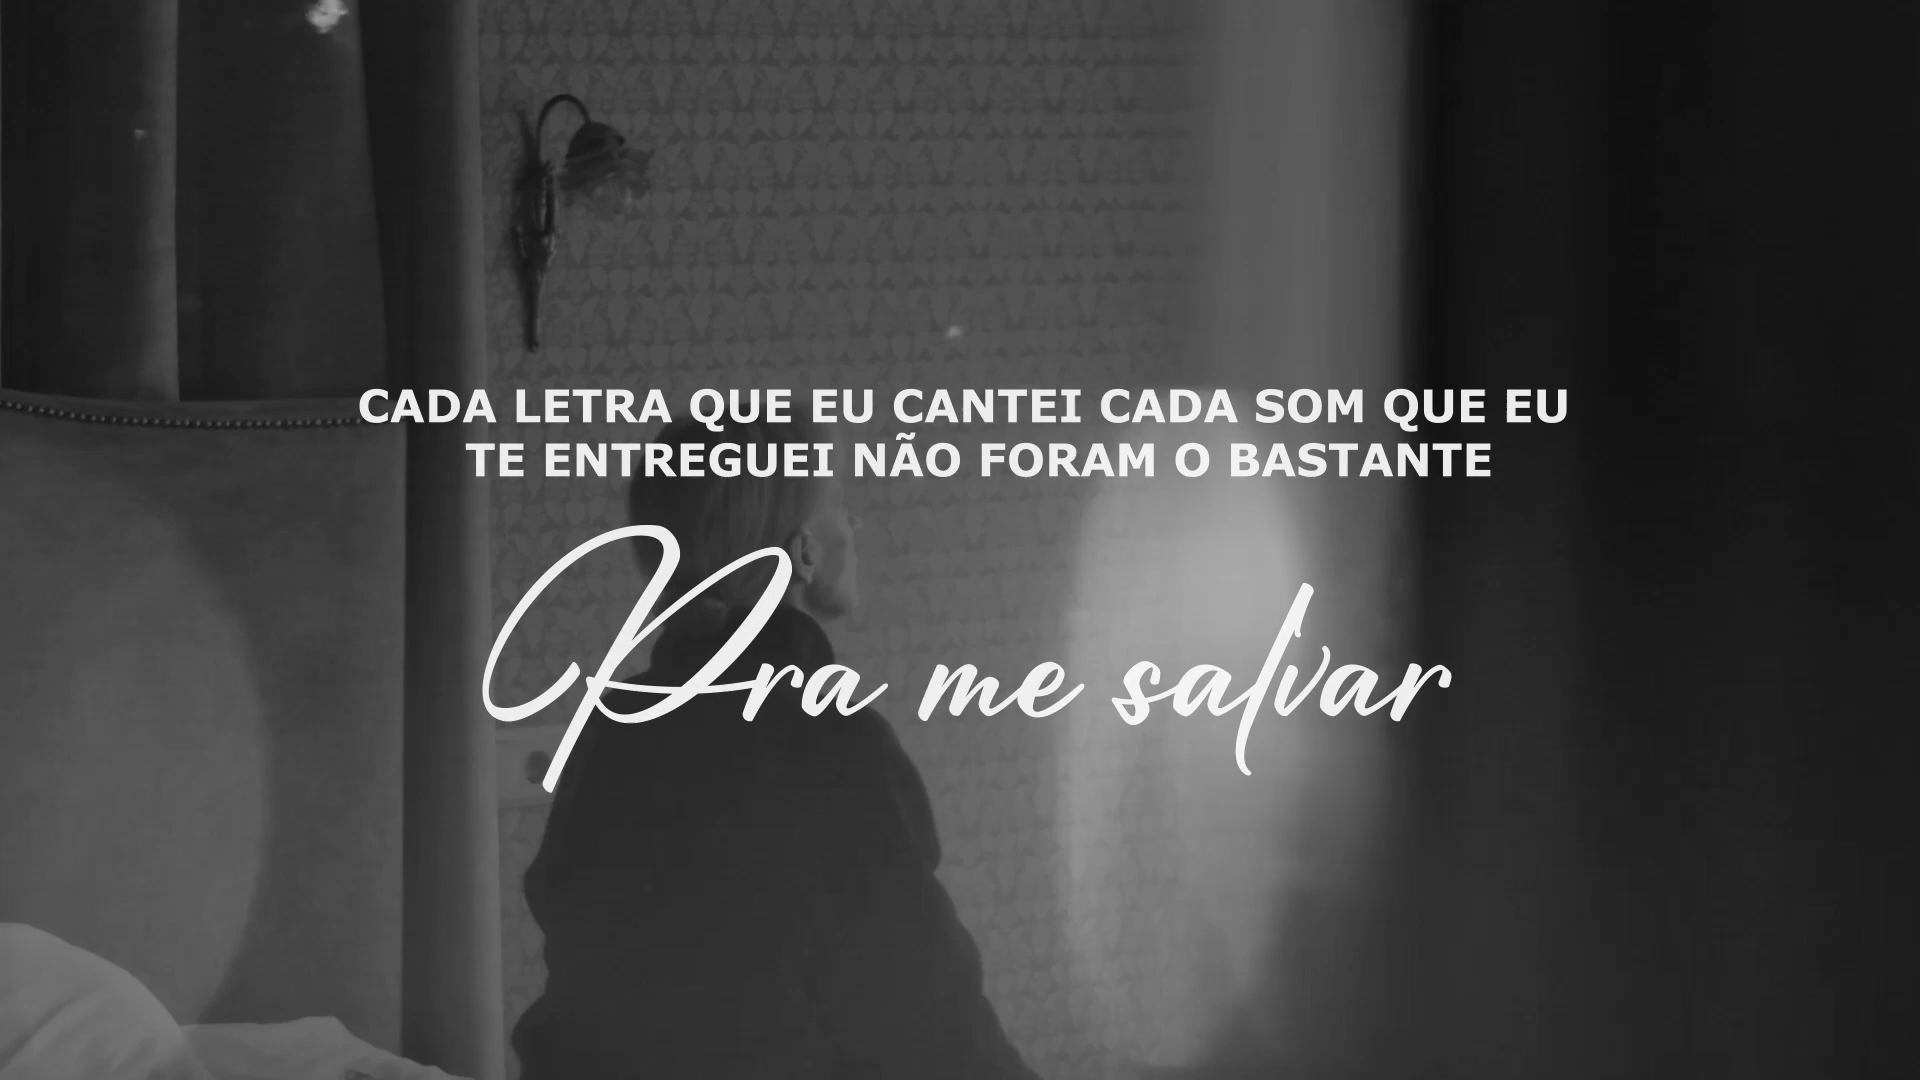 CADA LETRA QUE EU CANTEI CADA SOM QUE EU
TE ENTREGUEI NÃO FORAM O BASTANTE
Pra me salvar